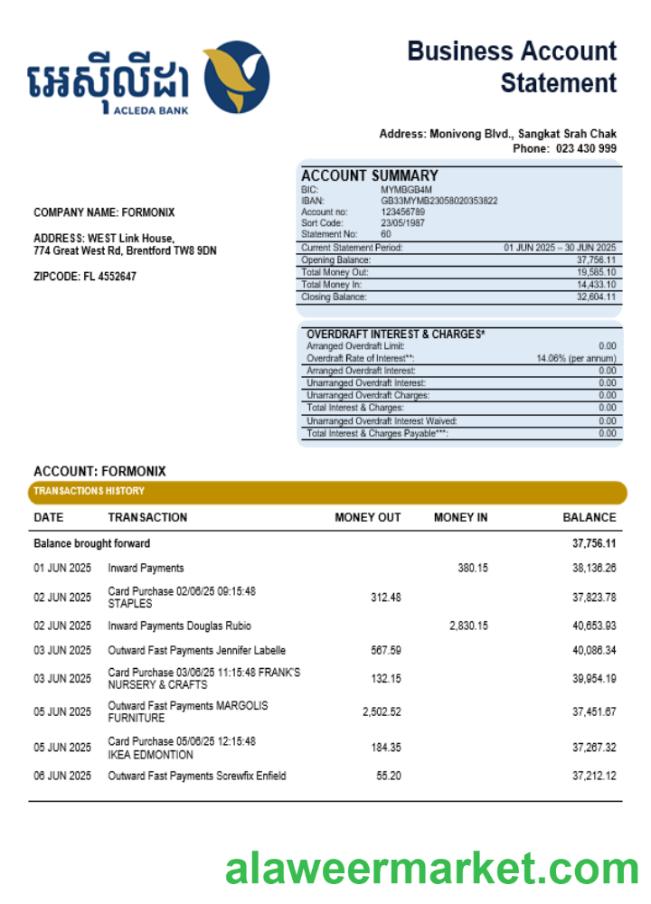 អេស៊ីលីដា
ACLEDA BANK
Business Account
Statement
Address: Monivong Blvd., Sangkat Srah Chak
Phone: 023 430 999
ACCOUNT SUMMARY
BIC: MYMBGB4M
IBAN: GB33MYMB23058020353822
Account no: 123456789
Sort Code: 23/05/1987
Statement No: 60
Current Statement Period: 01 JUN 2025 – 30 JUN 2025
Opening Balance: 37,756.11
Total Money Out: 19,585.10
Total Money In: 14,433.10
Closing Balance: 32,604.11
COMPANY NAME: FORMONIX
ADDRESS: WEST Link House,
774 Great West Rd, Brentford TW8 9DN
ZIPCODE: FL 4552647
OVERDRAFT INTEREST & CHARGES*
Arranged Overdraft Limit: 0.00
Overdraft Rate of Interest**: 14.06% (per annum)
Arranged Overdraft Interest: 0.00
Unarranged Overdraft Interest: 0.00
Unarranged Overdraft Charges: 0.00
Total Interest & Charges: 0.00
Unarranged Overdraft Interest Waived: 0.00
Total Interest & Charges Payable***: 0.00
ACCOUNT: FORMONIX
TRANSACTIONS HISTORY
DATE TRANSACTION MONEY OUT MONEY IN BALANCE
Balance brought forward 37,756.11
01 JUN 2025 Inward Payments 380.15 38,136.26
02 JUN 2025 Card Purchase 02/06/25 09:15:48 312.48 37,823.78
STAPLES
02 JUN 2025 Inward Payments Douglas Rubio 2,830.15 40,653.93
03 JUN 2025 Outward Fast Payments Jennifer Labelle 567.59 40,086.34
03 JUN 2025 Card Purchase 03/06/25 11:15:48 FRANK'S 132.15 39,954.19
NURSERY & CRAFTS
05 JUN 2025 Outward Fast Payments MARGOLIS 2,502.52 37,451.67
FURNITURE
05 JUN 2025 Card Purchase 05/06/25 12:15:48 184.35 37,267.32
IKEA EDMONTION
06 JUN 2025 Outward Fast Payments Screwfix Enfield 55.20 37,212.12
alaweermarket.com